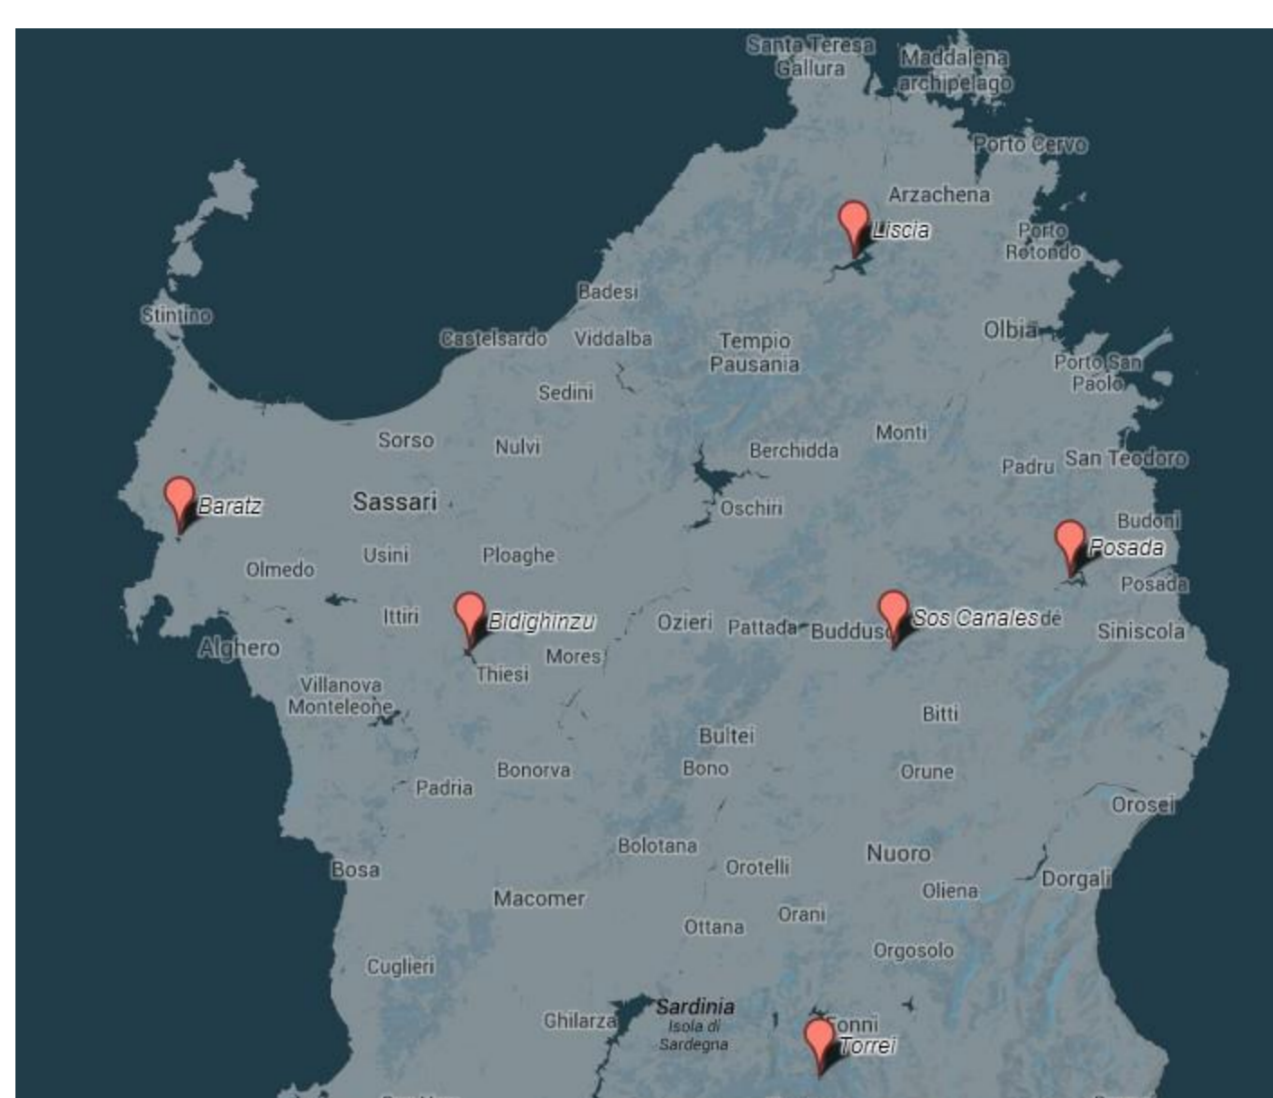 Santa Teresa
Gallura
Maddalena
archipelago
Porto Cervo
Arzachena
Liscia
Porto
Rotondo
Badesi
Stintino
Olbia
Castelsardo
Viddalba
Tempio
Pausania
Porto San
Paolo
Sedini
Sorso
Nulvi
Monti
Berchidda
Padru
San Teodoro
Sassari
Baratz
Oschiri
Budoni
Posada
Usini
Ploaghe
Olmedo
Posada
Ittiri
Bidighinzu
Ozieri
Pattada
Buddusò
Sos Canales
dé
Siniscola
Alghero
Mores
Thiesi
Villanova
Monteleone
Bitti
Bultei
Bonorva
Bono
Orune
Padria
Orosei
Bolotana
Nuoro
Bosa
Orotelli
Dorgali
Oliena
Macomer
Orani
Ottana
Orgosolo
Cuglieri
Sardinia
Isola di
Sardegna
Ghilarza
Fonni
Torrei